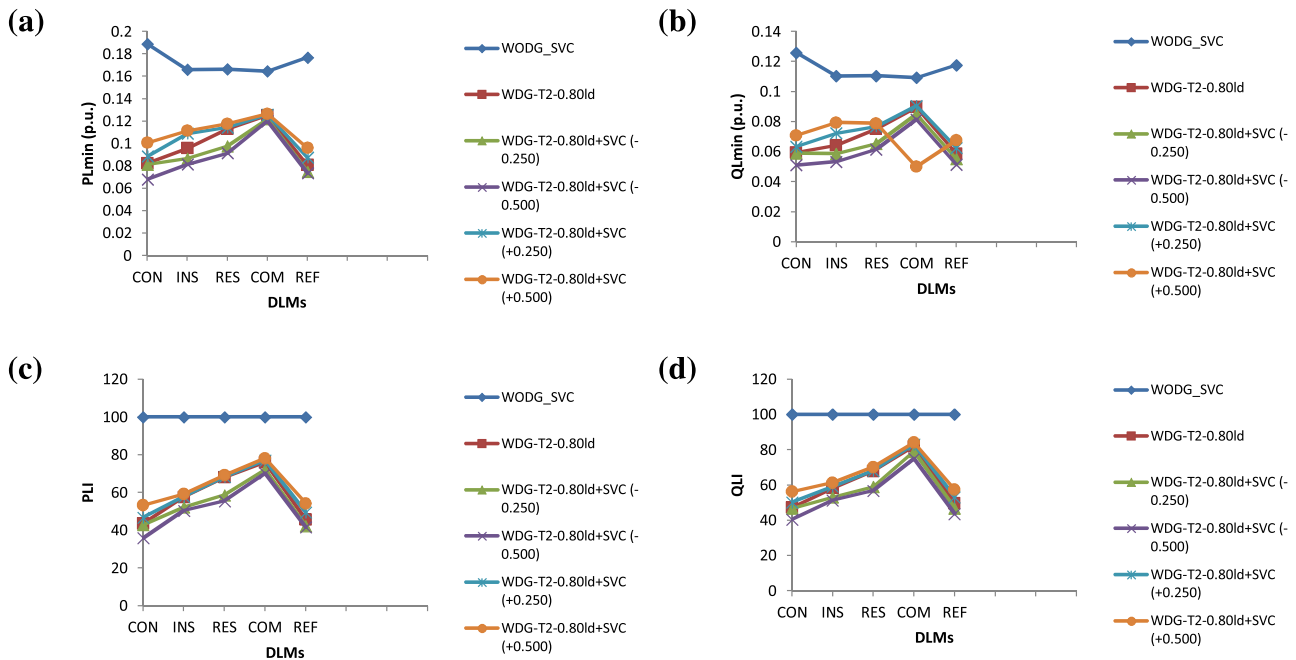 (a)
0.2
0.18
0.16
0.14
0.12
0.1
0.08
0.06
0.04
0.02
0
PLmin (p.u.)
CON INS RES COM REF
DLMs
WODG_SVC
WDG-T2-0.80ld
WDG-T2-0.80ld+SVC (-
0.250)
WDG-T2-0.80ld+SVC (-
0.500)
WDG-T2-0.80ld+SVC
(+0.250)
WDG-T2-0.80ld+SVC
(+0.500)
(b)
0.14
0.12
0.1
0.08
0.06
0.04
0.02
0
QLmin (p.u.)
CON INS RES COM REF
DLMs
WODG_SVC
WDG-T2-0.80ld
WDG-T2-0.80ld+SVC (-
0.250)
WDG-T2-0.80ld+SVC (-
0.500)
WDG-T2-0.80ld+SVC
(+0.250)
WDG-T2-0.80ld+SVC
(+0.500)
(c)
120
100
80
60
40
20
0
PLI
CON INS RES COM REF
DLMs
WODG_SVC
WDG-T2-0.80ld
WDG-T2-0.80ld+SVC (-
0.250)
WDG-T2-0.80ld+SVC (-
0.500)
WDG-T2-0.80ld+SVC
(+0.250)
WDG-T2-0.80ld+SVC
(+0.500)
(d)
120
100
80
60
40
20
0
QLI
CON INS RES COM REF
DLMs
WODG_SVC
WDG-T2-0.80ld
WDG-T2-0.80ld+SVC (-
0.250)
WDG-T2-0.80ld+SVC (-
0.500)
WDG-T2-0.80ld+SVC
(+0.250)
WDG-T2-0.80ld+SVC
(+0.500)